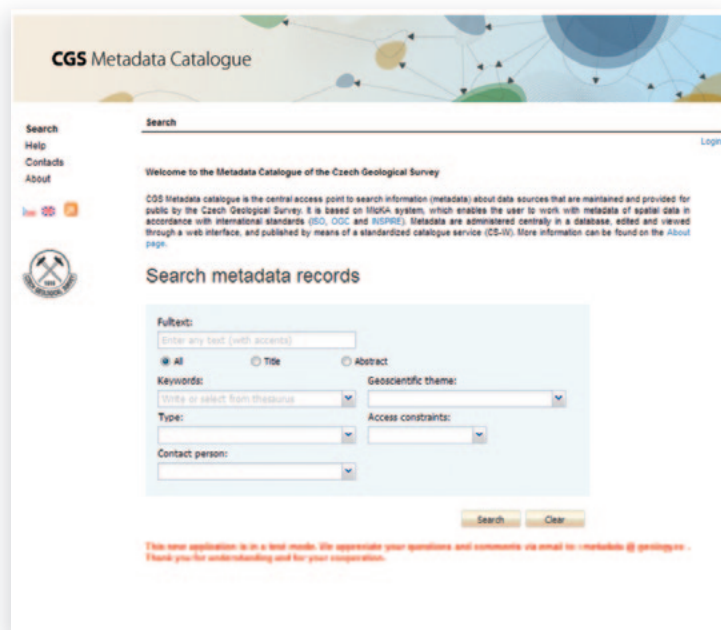 CGS Metadata Catalogue
Search
Help
Contacts
About
Search
Login
Welcome to the Metadata Catalogue of the Czech Geological Survey
CGS Metadata catalogue is the central access point to search information (metadata) about data sources that are maintained and provided for
public by the Czech Geological Survey. It is based on MIcKA system, which enables the user to work with metadata of spatial data in
accordance with international standards (ISO, OGC and INSPIRE). Metadata are administered centrally in a database, edited and viewed
through a web interface, and published by means of a standardized catalogue service (CS-W). More information can be found on the About
page.
CZECH GEOLOGICAL SURVEY
Search metadata records
Fulltext:
Enter any text (with accents)
All Title Abstract
Keywords: Geoscientific theme:
Write or select from thesaurus
Type: Access constraints:
Contact person:
Search Clear
This new application is in a test mode. We appreciate your questions and comments via email to
Thank you for understanding and for your cooperation.